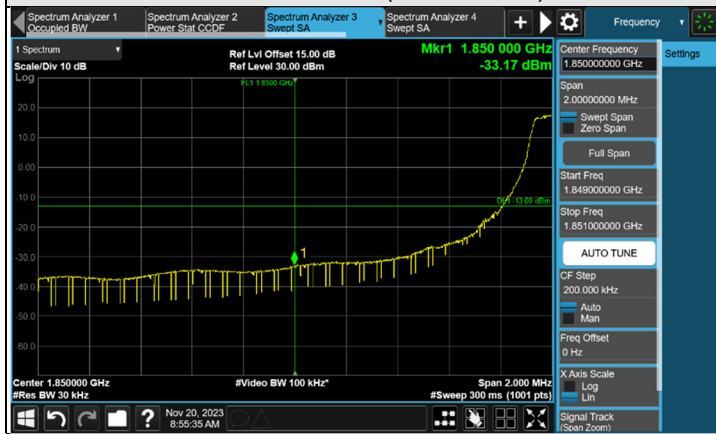 Spectrum Analyzer 1
Occupied BW
Spectrum Analyzer 2
Power Stat CCDF
Spectrum Analyzer 3
Swept SA
Spectrum Analyzer 4
Swept SA
+
Frequency
1 Spectrum
Scale/Div 10 dB
Log
Ref Lvl Offset 15.00 dB
Ref Level 30.00 dBm
Mkr1 1.850 000 GHz
-33.17 dBm
FL1 1.8500 GHz
20.0
10.0
0.00
-10.0
DL1 -13.00 dBm
-20.0
-30.0
1
-40.0
-50.0
-60.0
Center 1.850000 GHz
#Res BW 30 kHz
#Video BW 100 kHz*
Span 2.000 MHz
#Sweep 300 ms (1001 pts)
Center Frequency
1.850000000 GHz
Settings
Span
2.00000000 MHz
Swept Span
Zero Span
Full Span
Start Freq
1.849000000 GHz
Stop Freq
1.851000000 GHz
AUTO TUNE
CF Step
200.000 kHz
Auto
Man
Freq Offset
0 Hz
X Axis Scale
Log
Lin
Signal Track
(Span Zoom)
?
Nov 20, 2023
8:55:35 AM